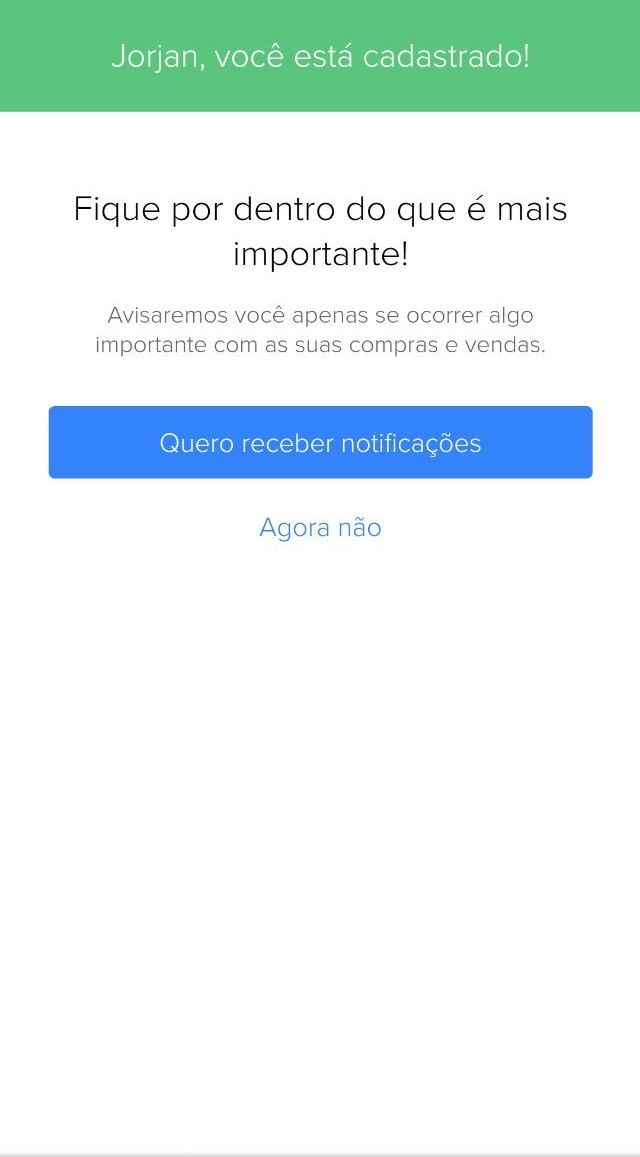 Jorjan, você está cadastrado!
Fique por dentro do que é mais
importante!
Avisaremos você apenas se ocorrer algo
importante com as suas compras e vendas.
Quero receber notificações
Agora não